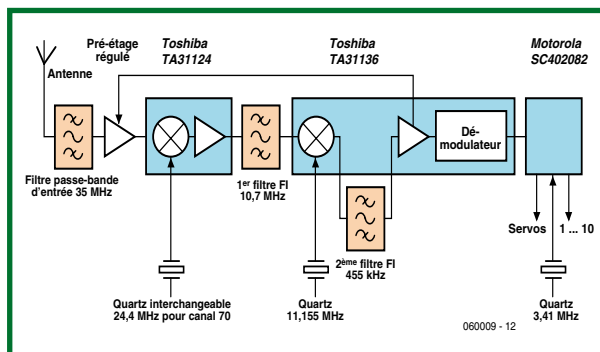 Antenne
Pré-étage
régulé
Toshiba
TA31124
Toshiba
TA31136
Motorola
SC402082
Filtre passe-bande
d'entrée 35 MHz
1er filtre FI
10,7 MHz
Dé-
modulateur
2ème filtre FI
455 kHz
Servos
1 ... 10
Quartz interchangeable
24,4 MHz pour canal 70
Quartz
11,155 MHz
Quartz
3,41 MHz
060009 - 12